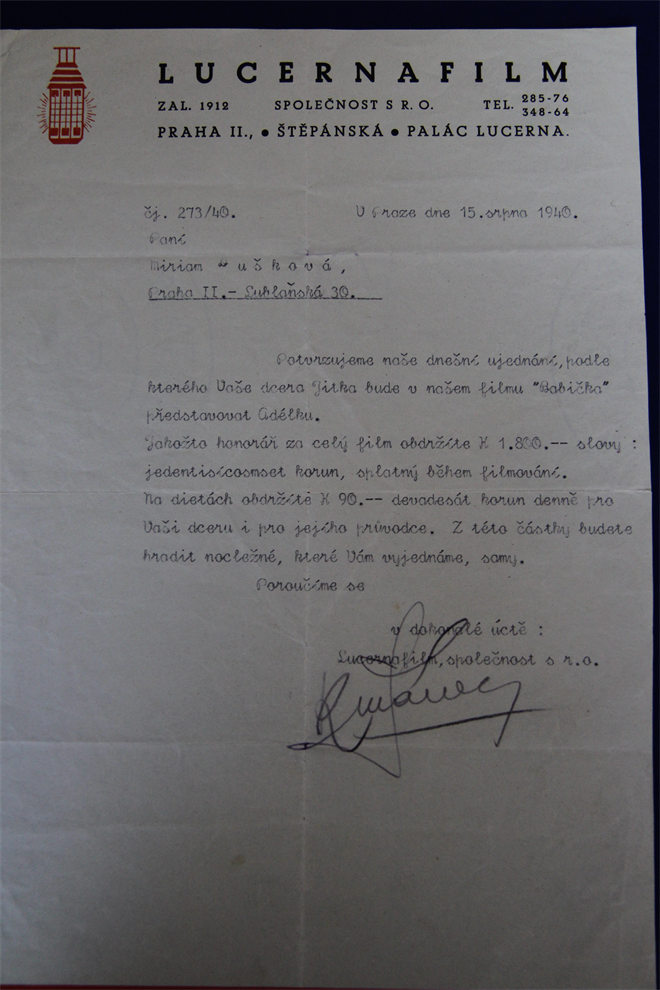 LUCERNAFILM
ZAL. 1912 SPOLEČNOST S R. O. TEL. 285-76 348-64
PRAHA II., • ŠTĚPÁNSKÁ • PALÁC LUCERNA.
čj. 273/40. V Praze dne 15.srpna 1940.
Paní
Miriam D u š k o v á ,
Praha II.- Lublaňská 30.
Potvrzujeme naše dnešní ujednání,podle
kterého Vaše dcera Jitka bude v našem filmu "Babička"
představovat Adélku.
Jakožto honorář za celý film obdržíte K 1.800.-- slovy :
jedentisícosmset korun, splatný během filmování.
Na dietách obdržíte K 90.-- devadesát korun denně pro
Vaši dceru i pro jejího průvodce. Z této částky budete
hradit nocležné, které Vám vyjednáme, samy.
Poroučíme se
v dokonalé úctě :
Lucernafilm,společnost s r.o.